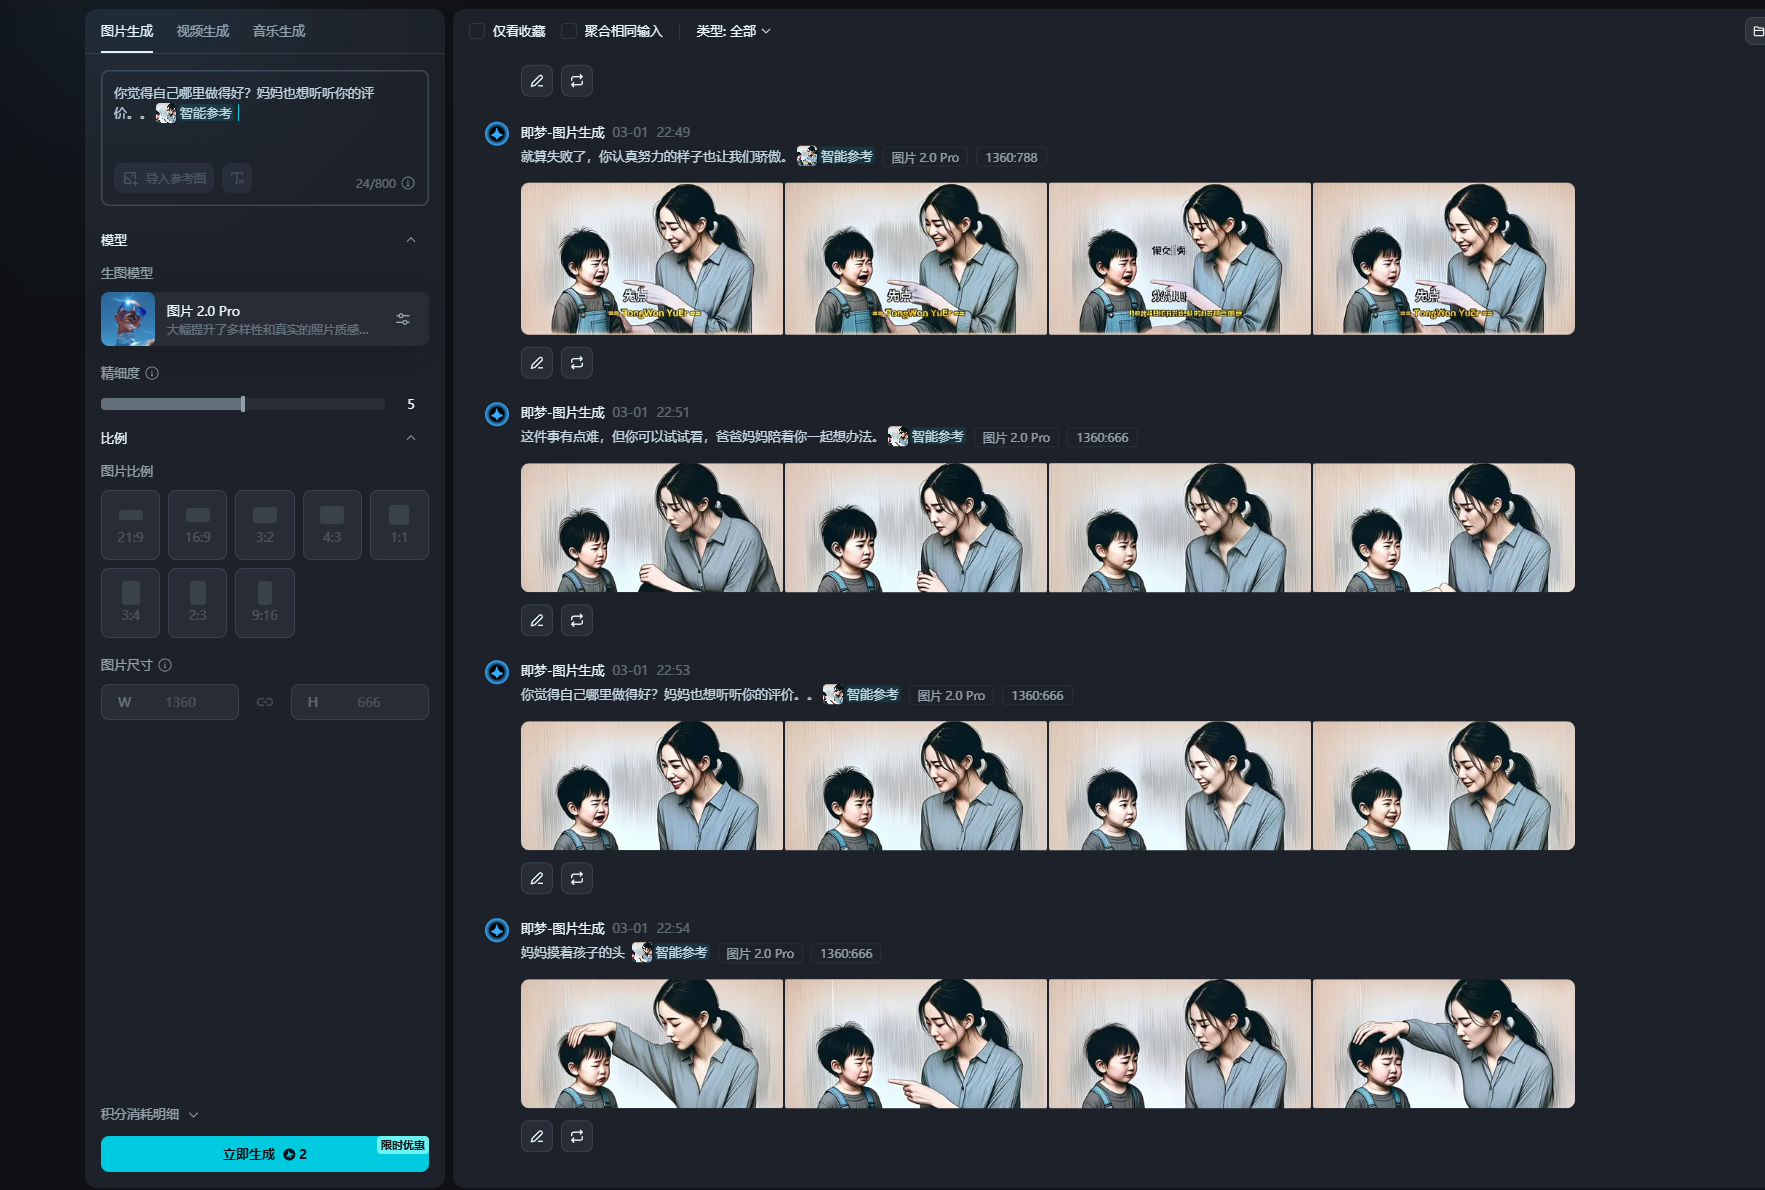 图片生成 视频生成 音乐生成
你觉得自己哪里做得好？妈妈也想听听你的评
价。。 智能参考
导入参考图
24/800
模型
生图模型
图片 2.0 Pro
大幅提升了多样性和真实的照片质感...
精细度
5
比例
图片比例
21:9 16:9 3:2 4:3 1:1
3:4 2:3 9:16
图片尺寸
W 1360 H 666
积分消耗明细
限时优惠
立即生成 2
仅看收藏 聚合相同输入 类型: 全部
即梦-图片生成 03-01 22:49
就算失败了，你认真努力的样子也让我们骄傲。 智能参考 图片 2.0 Pro 1360:788
先点 先点 先点
== TongWen YuEr == == TongWen YuEr == == TongWen YuEr ==
即梦-图片生成 03-01 22:51
这件事有点难，但你可以试试看，爸爸妈妈陪着你一起想办法。 智能参考 图片 2.0 Pro 1360:666
即梦-图片生成 03-01 22:53
你觉得自己哪里做得好？妈妈也想听听你的评价。。 智能参考 图片 2.0 Pro 1360:666
即梦-图片生成 03-01 22:54
妈妈摸着孩子的头 智能参考 图片 2.0 Pro 1360:666